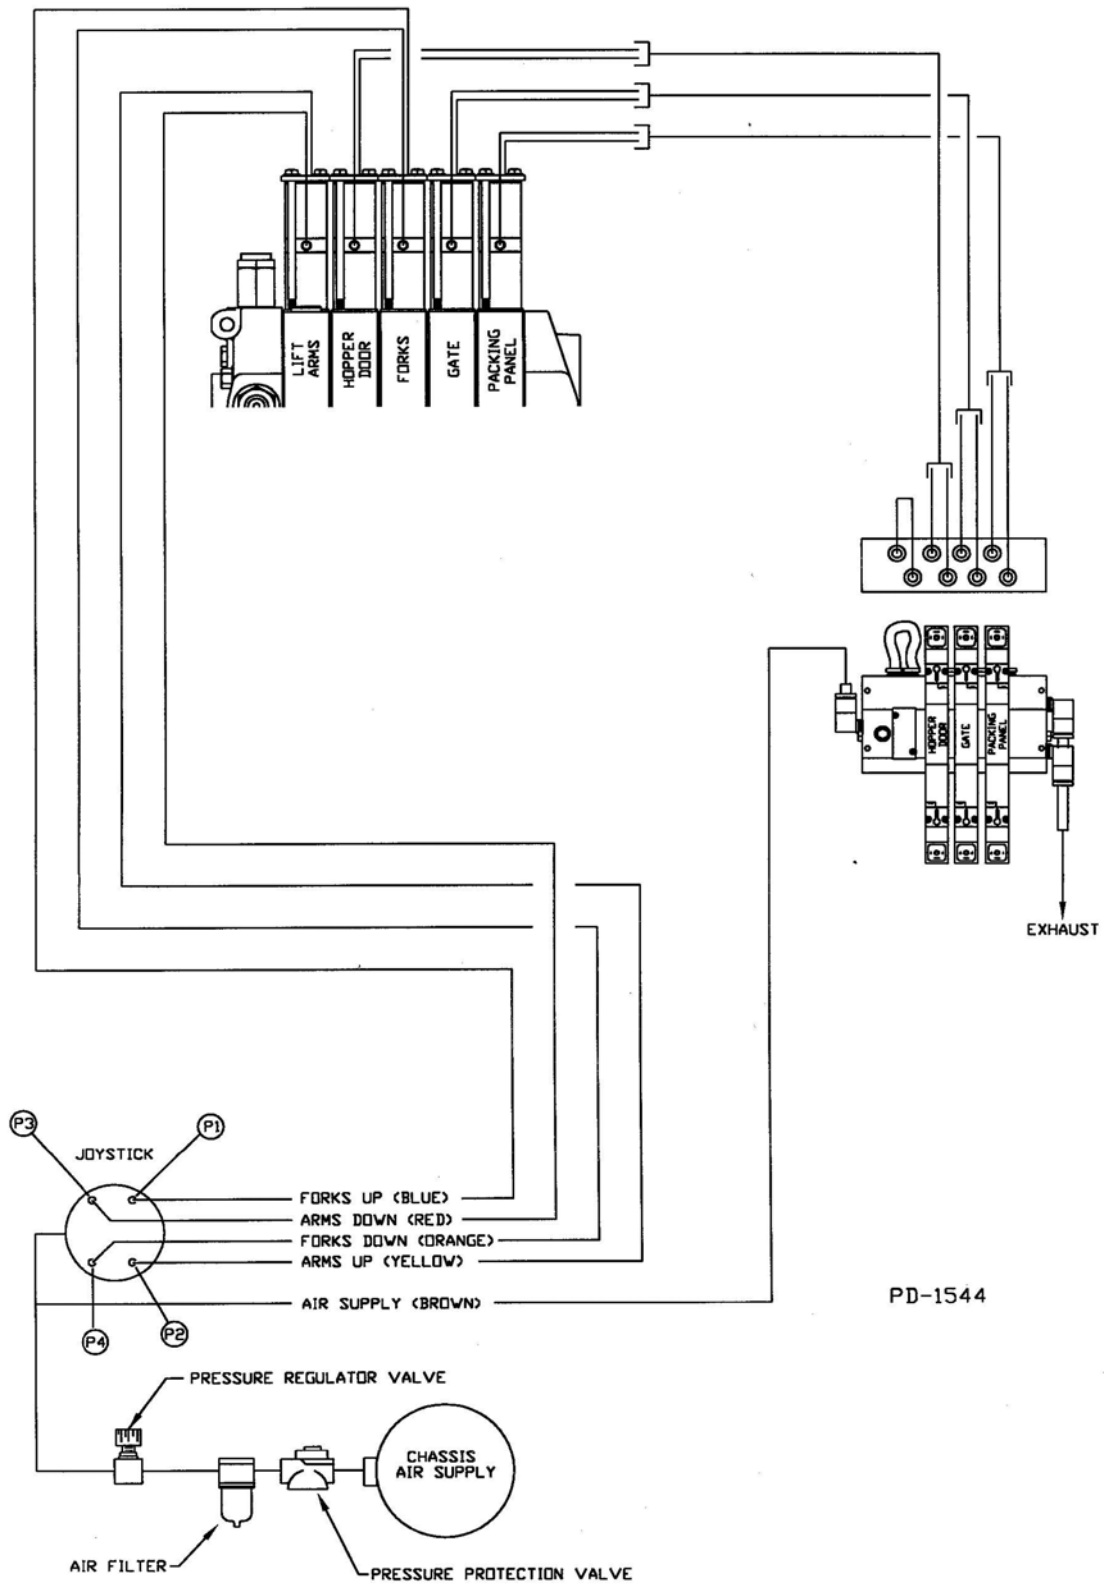 LIFT
ARMS
HOPPER
DOOR
FORKS
GATE
PACKING
PANEL
HOPPER
DOOR
GATE
PACKING
PANEL
EXHAUST
P3
P1
JOYSTICK
FORKS UP (BLUE)
ARMS DOWN (RED)
FORKS DOWN (ORANGE)
ARMS UP (YELLOW)
AIR SUPPLY (BROWN)
PD-1544
P4
P2
PRESSURE REGULATOR VALVE
CHASSIS
AIR SUPPLY
AIR FILTER
PRESSURE PROTECTION VALVE